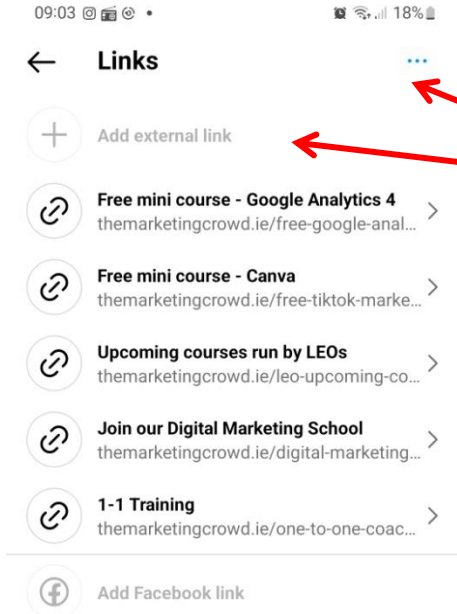 09:03 18%
Links
Add external link
Free mini course - Google Analytics 4
themarketingcrowd.ie/free-google-anal...
Free mini course - Canva
themarketingcrowd.ie/free-tiktok-marke...
Upcoming courses run by LEOs
themarketingcrowd.ie/leo-upcoming-co...
Join our Digital Marketing School
themarketingcrowd.ie/digital-marketing...
1-1 Training
themarketingcrowd.ie/one-to-one-coac...
Add Facebook link